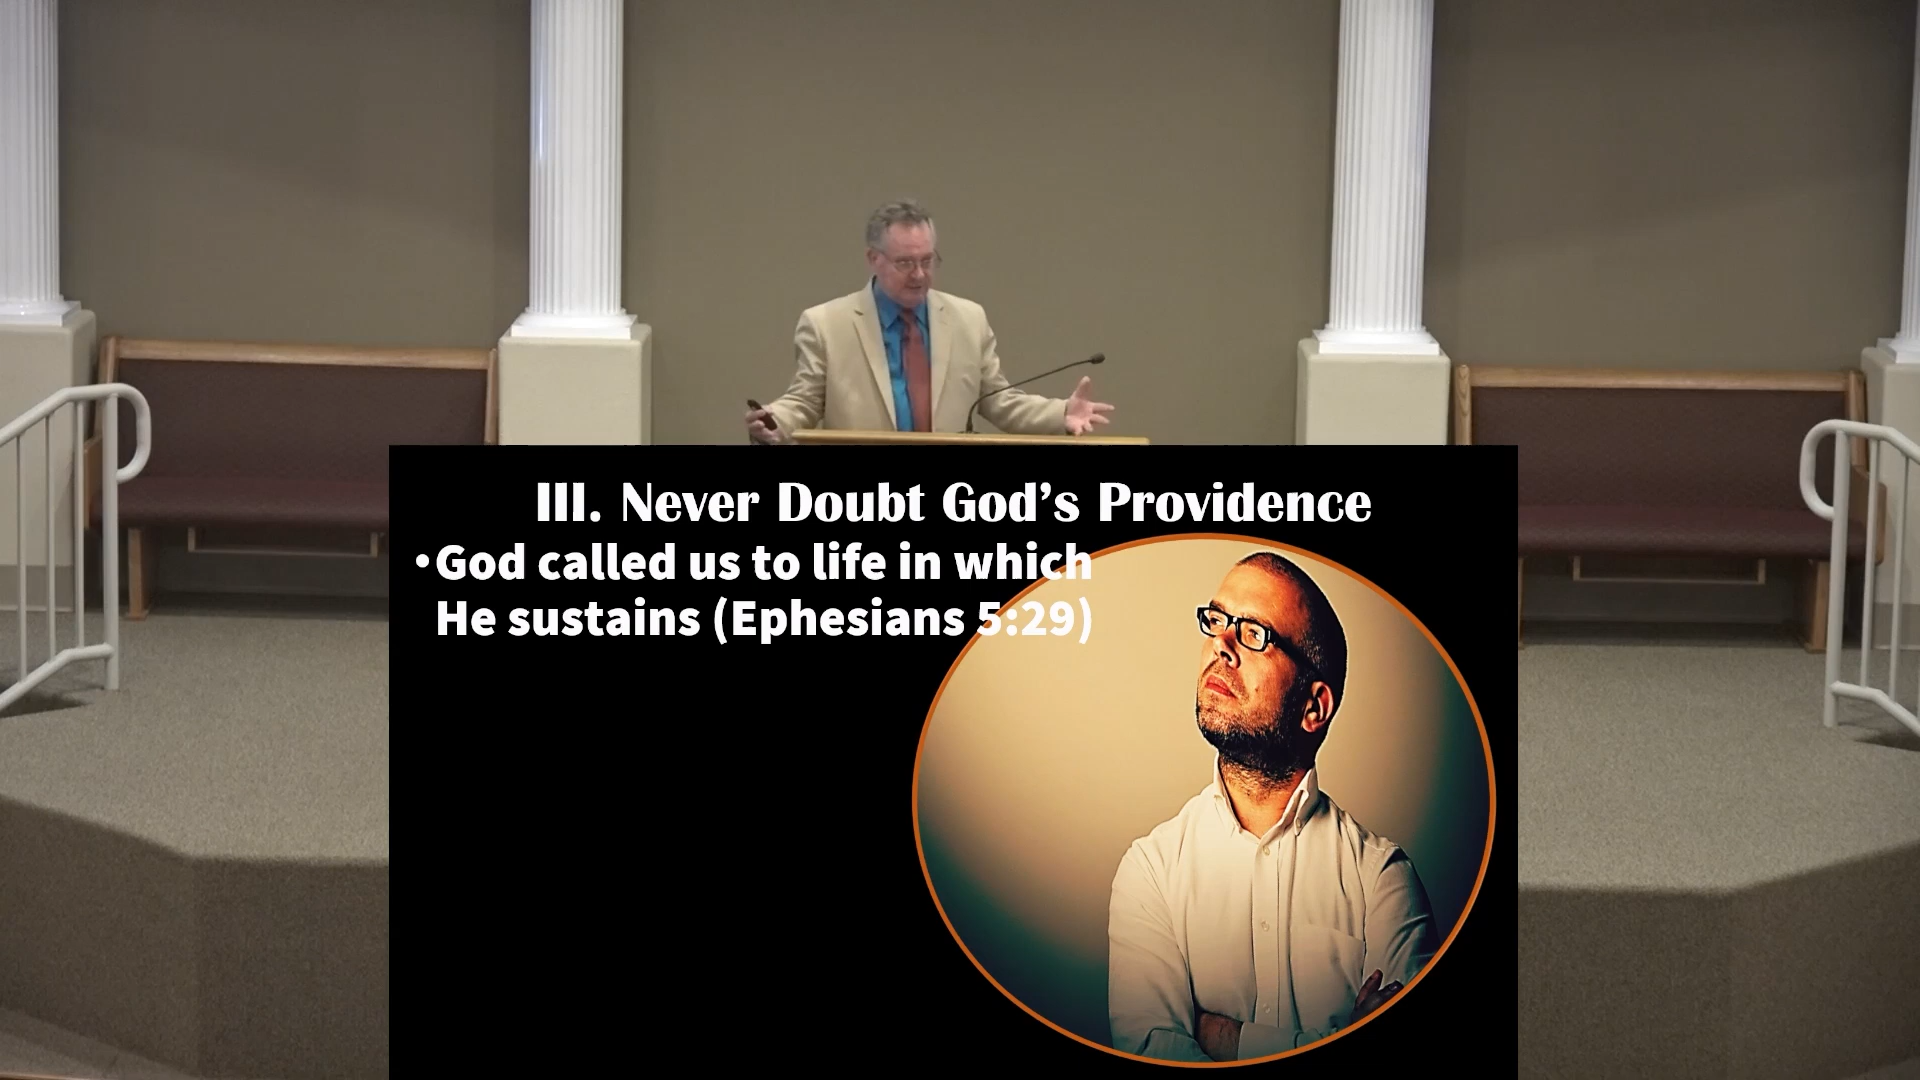 III. Never Doubt God’s Providence
•God called us to life in which
He sustains (Ephesians 5:29)